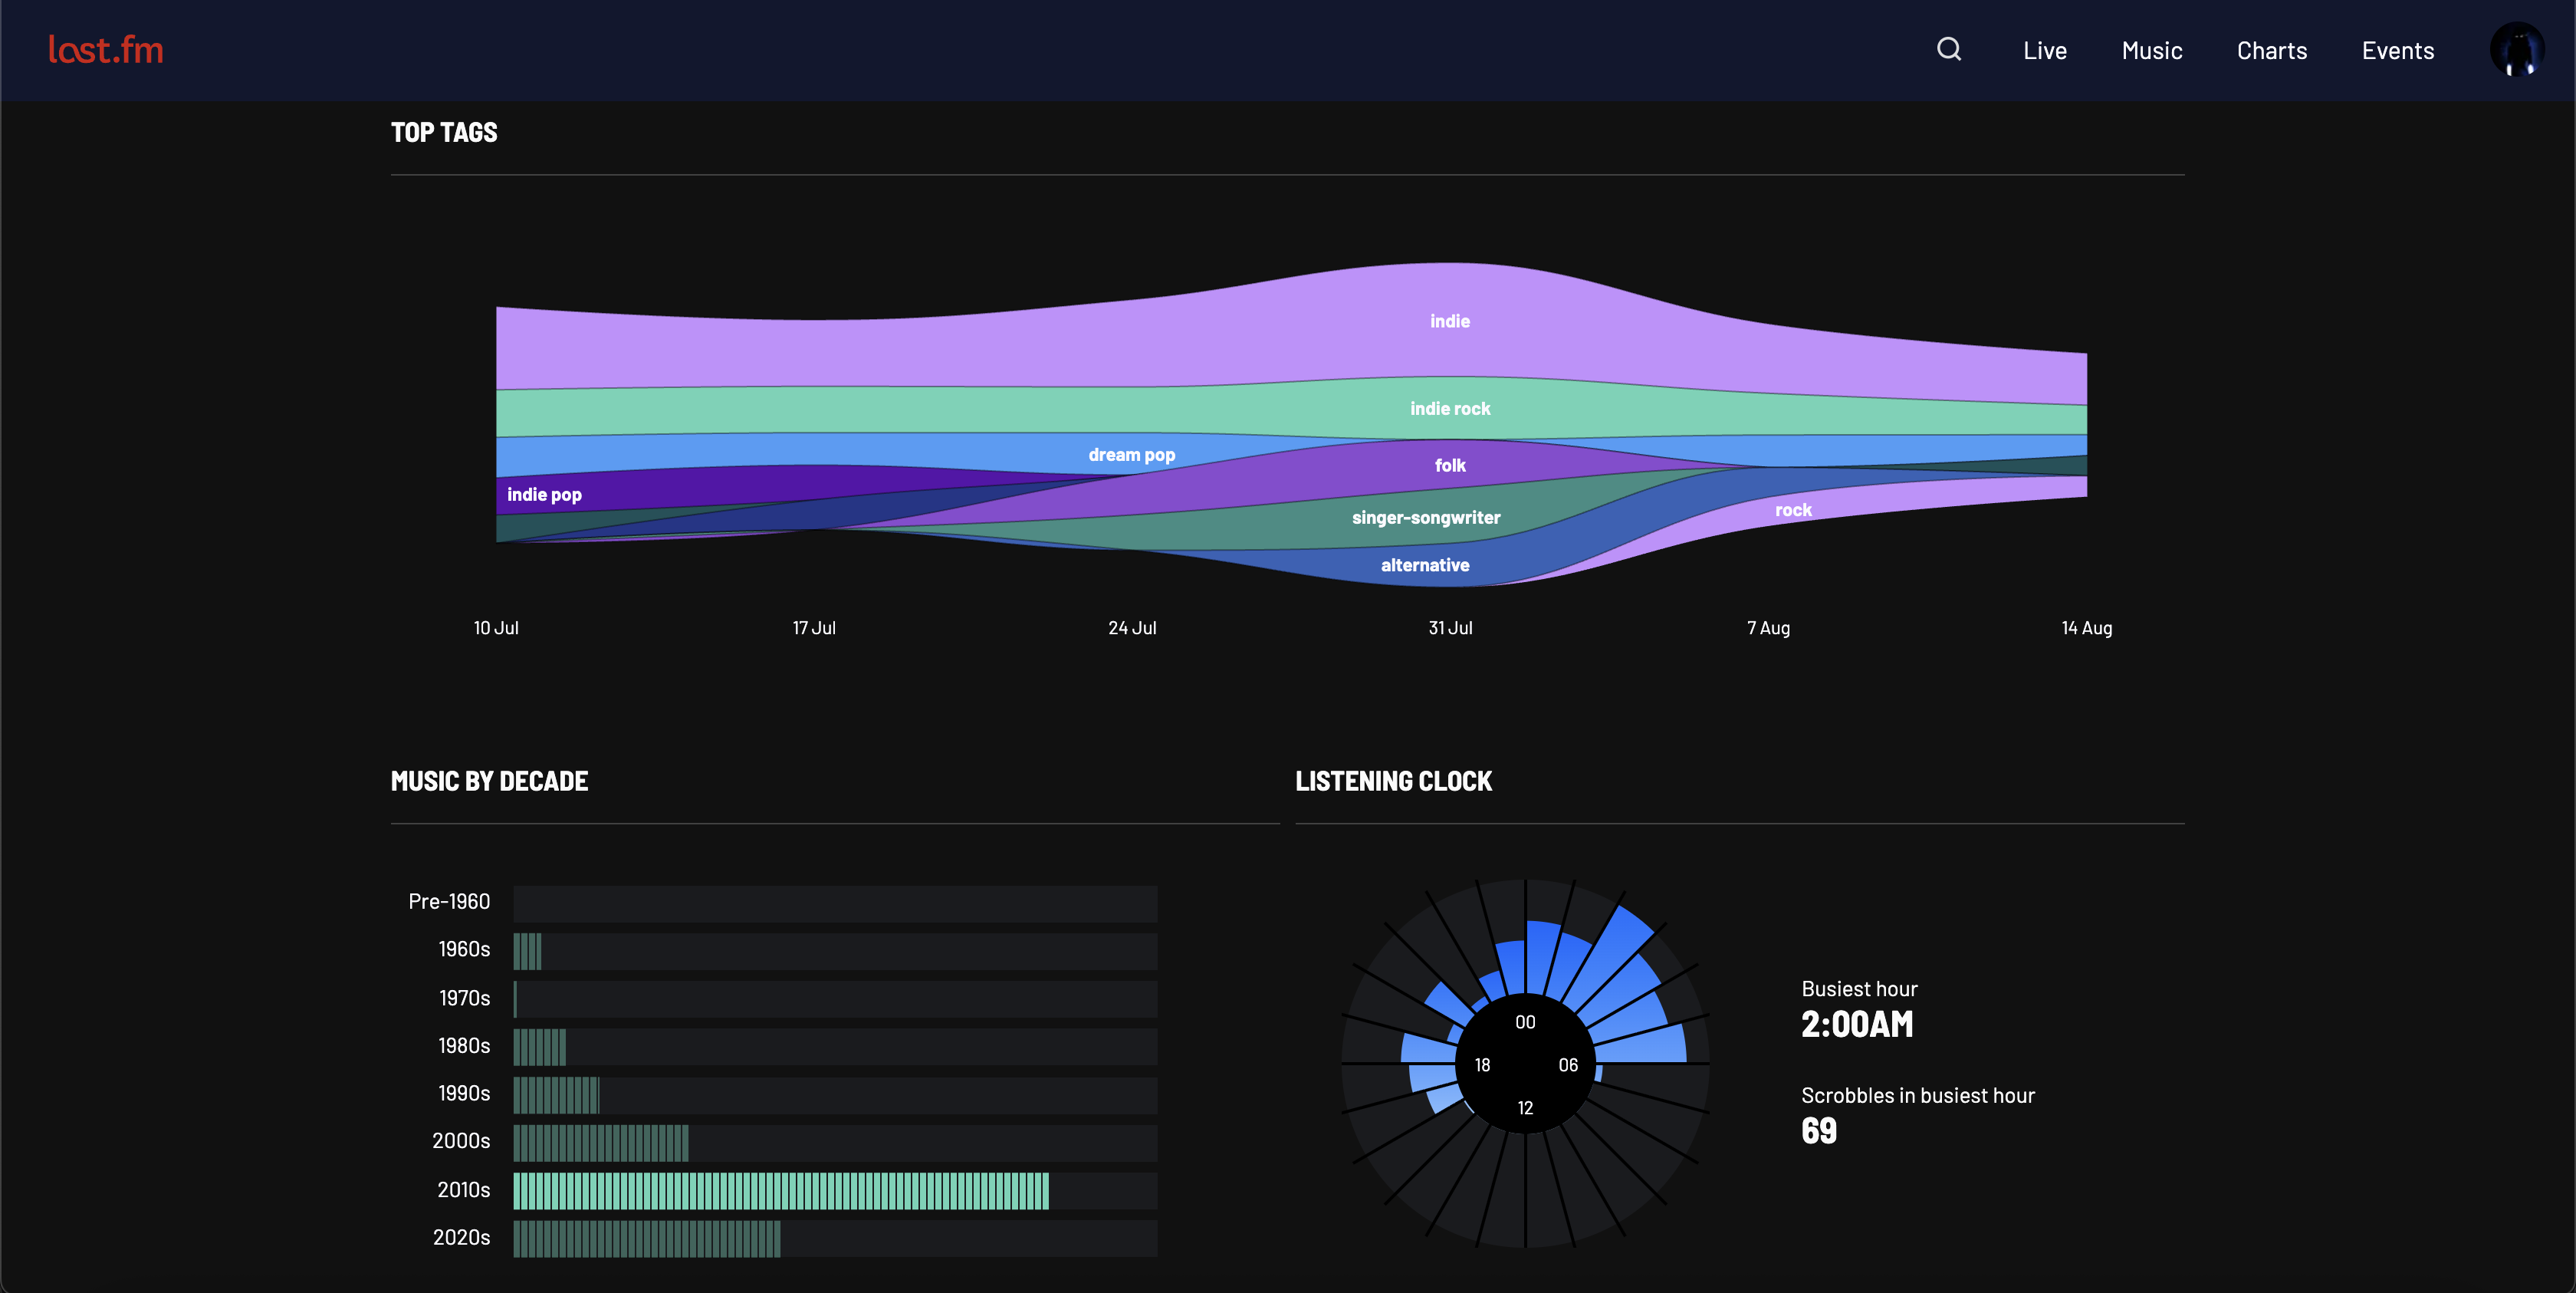 last.fm
Live Music Charts Events
TOP TAGS
indie
indie rock
dream pop
folk
indie pop
rock
singer-songwriter
alternative
10 Jul 17 Jul 24 Jul 31 Jul 7 Aug 14 Aug
MUSIC BY DECADE
Pre-1960
1960s
1970s
1980s
1990s
2000s
2010s
2020s
LISTENING CLOCK
00
18 06
12
Busiest hour
2:00AM
Scrobbles in busiest hour
69